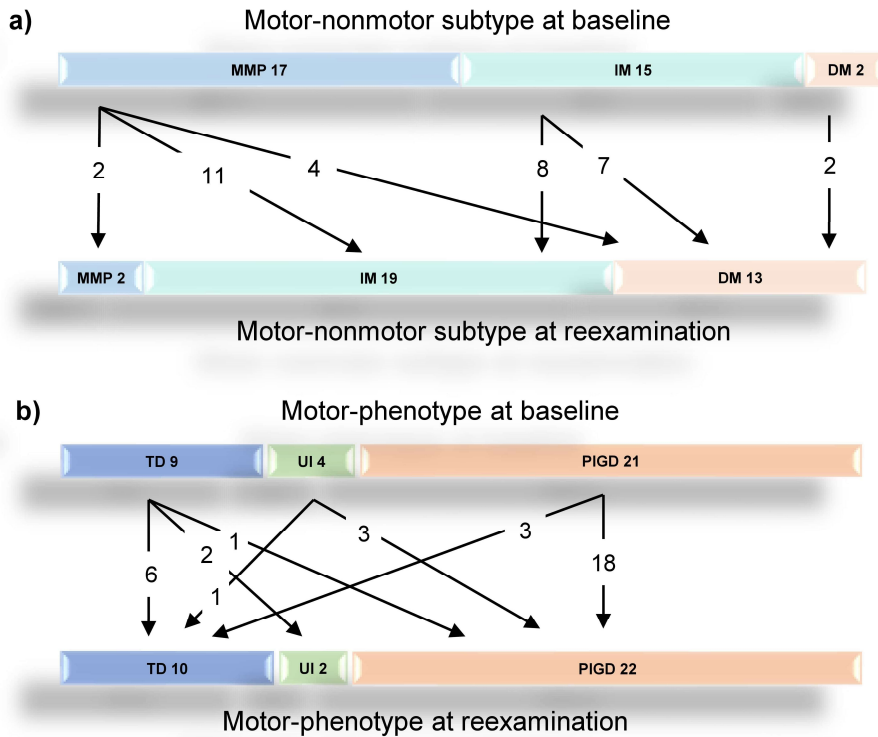 a)
Motor-nonmotor subtype at baseline
MMP 17 IM 15 DM 2
2 11 4 8 7 2
MMP 2 IM 19 DM 13
Motor-nonmotor subtype at reexamination
b)
Motor-phenotype at baseline
TD 9 UI 4 PIGD 21
6 2 1 1 3 3 18
TD 10 UI 2 PIGD 22
Motor-phenotype at reexamination